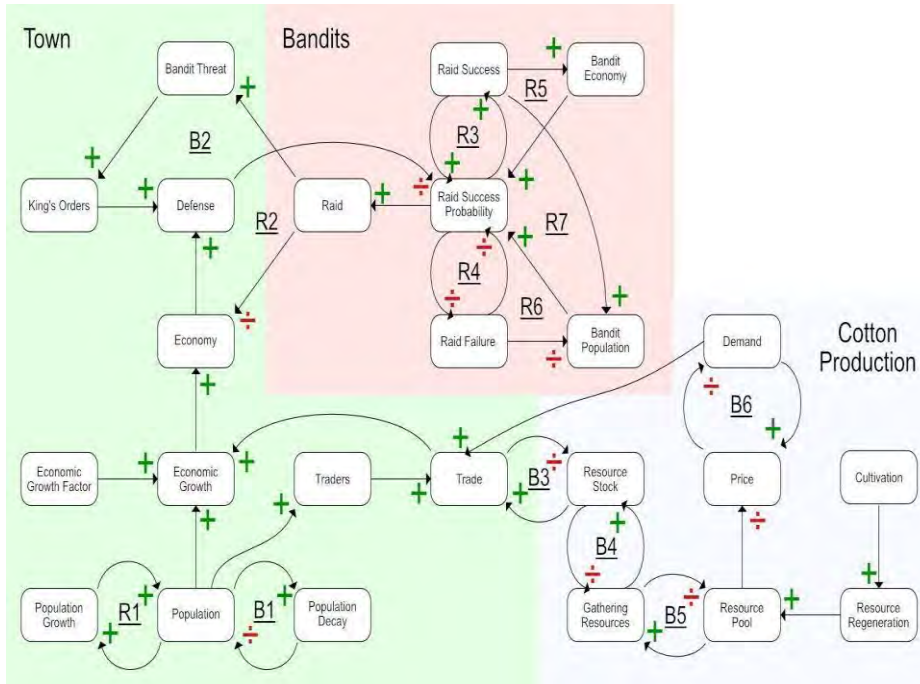 Town
Bandits
Bandit Threat
Raid Success
Bandit
Economy
R5
B2
R3
King's Orders
Defense
Raid
Raid Success
Probability
R2
R7
R4
R6
Economy
Raid Failure
Bandit
Population
Demand
Cotton
Production
B6
Economic
Growth Factor
Economic
Growth
Traders
Trade
B3
Resource
Stock
Price
Cultivation
B4
Population
Growth
R1
Population
B1
Population
Decay
Gathering
Resources
B5
Resource
Pool
Resource
Regeneration